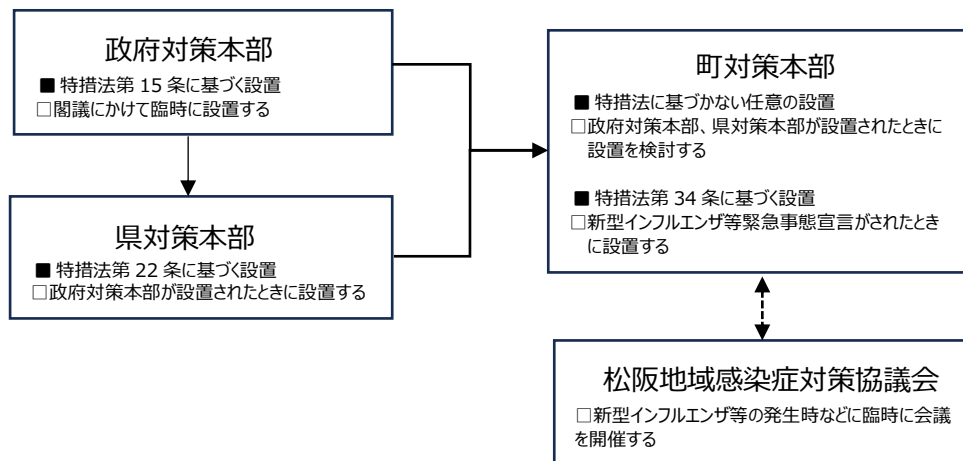 政府対策本部
■ 特措法第 15 条に基づく設置
□閣議にかけて臨時に設置する
県対策本部
■ 特措法第 22 条に基づく設置
□政府対策本部が設置されたときに設置する
町対策本部
■ 特措法に基づかない任意の設置
□政府対策本部、県対策本部が設置されたときに
設置を検討する
■ 特措法第 34 条に基づく設置
□新型インフルエンザ等緊急事態宣言がされたとき
に設置する
松阪地域感染症対策協議会
□新型インフルエンザ等の発生時などに臨時に会議
を開催する